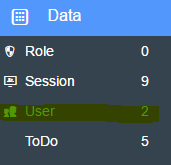 Data
Role 0
Session 9
User 2
ToDo 5